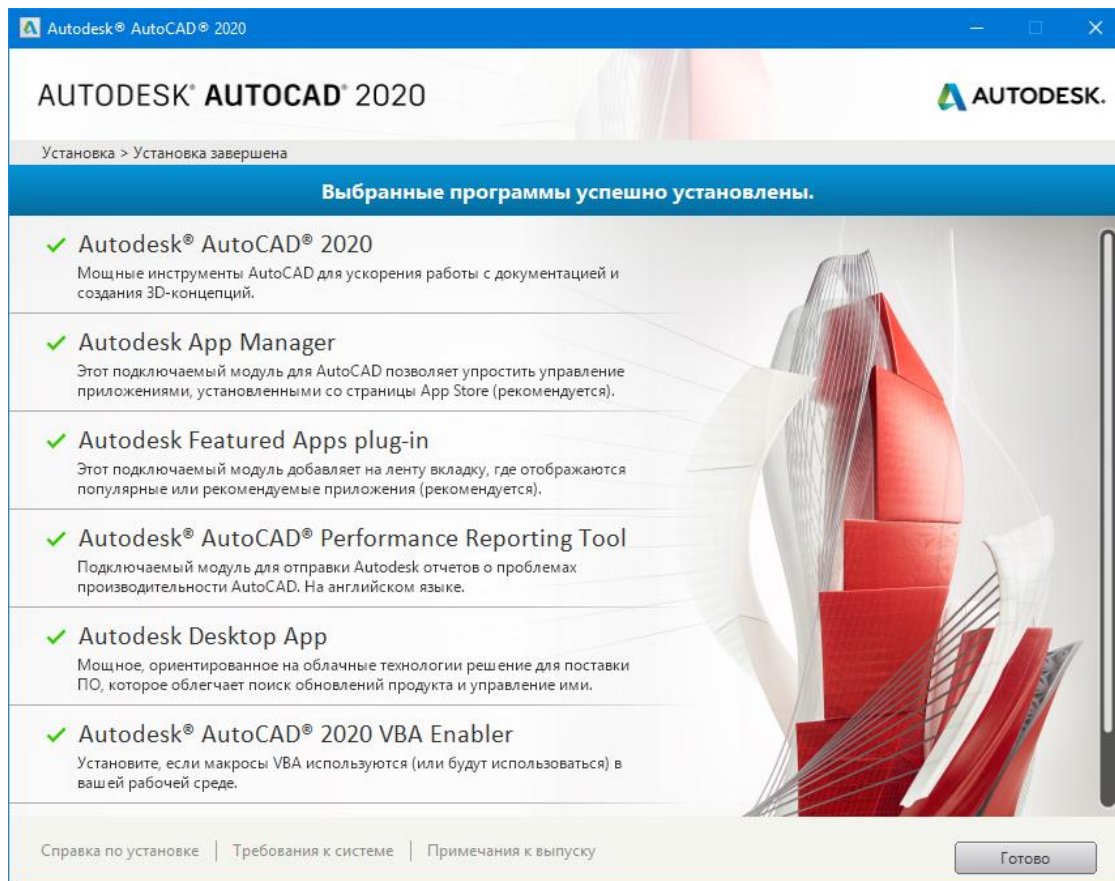 Autodesk® AutoCAD® 2020
AUTODESK® AUTOCAD® 2020
AUTODESK.
Установка > Установка завершена
Выбранные программы успешно установлены.
Autodesk® AutoCAD® 2020
Мощные инструменты AutoCAD для ускорения работы с документацией и
создания 3D-концепций.
Autodesk App Manager
Этот подключаемый модуль для AutoCAD позволяет упростить управление
приложениями, установленными со страницы App Store (рекомендуется).
Autodesk Featured Apps plug-in
Этот подключаемый модуль добавляет на ленту вкладку, где отображаются
популярные или рекомендуемые приложения (рекомендуется).
Autodesk® AutoCAD® Performance Reporting Tool
Подключаемый модуль для отправки Autodesk отчетов о проблемах
производительности AutoCAD. На английском языке.
Autodesk Desktop App
Мощное, ориентированное на облачные технологии решение для поставки
ПО, которое облегчает поиск обновлений продукта и управление ими.
Autodesk® AutoCAD® 2020 VBA Enabler
Установите, если макросы VBA используются (или будут использоваться) в
вашей рабочей среде.
Справка по установке | Требования к системе | Примечания к выпуску
Готово